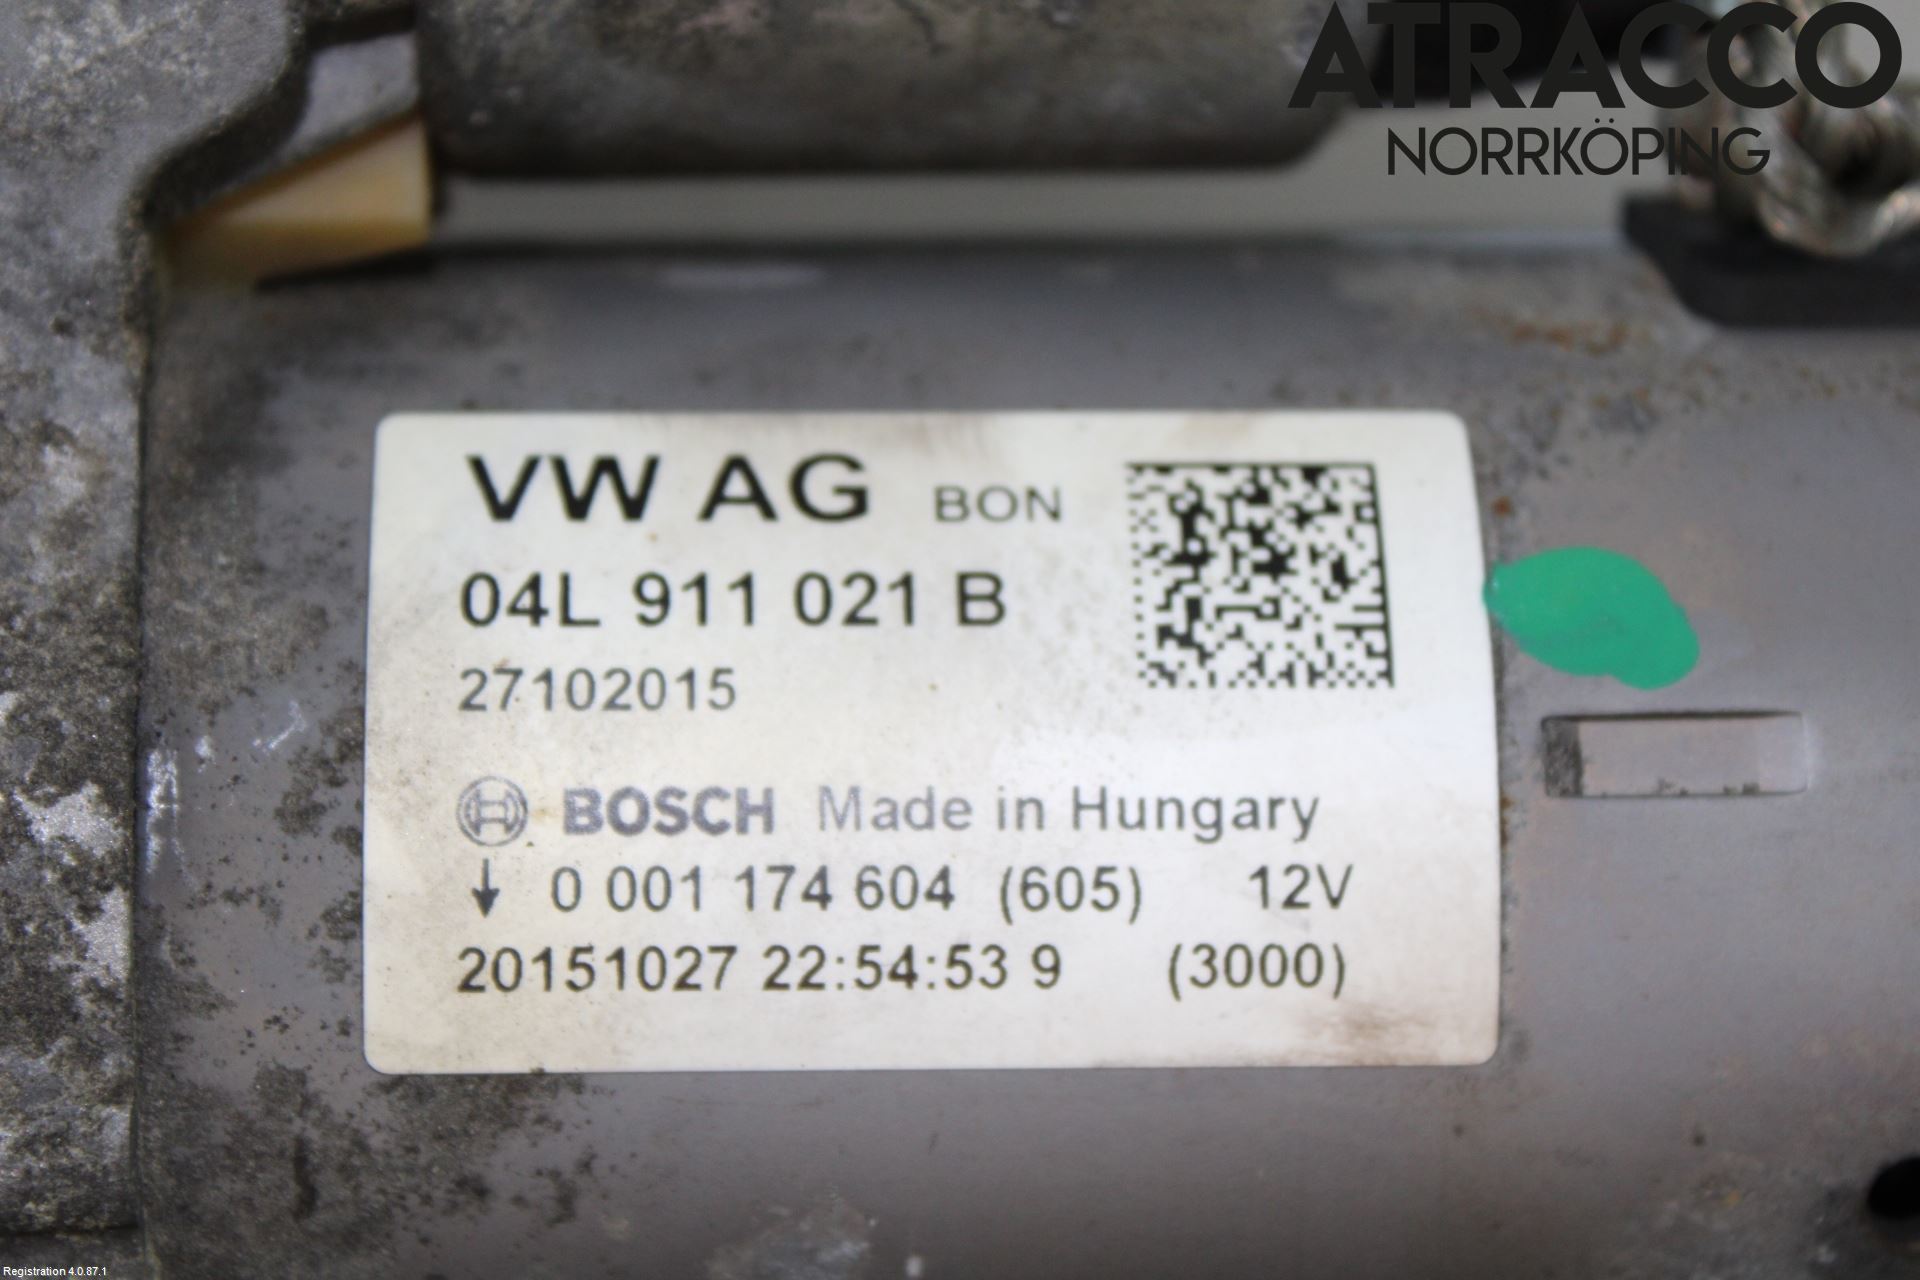 ATRACCO
NORRKÖPING
VW AG BON
04L 911 021 B
27102015
BOSCH Made in Hungary
↓ 0 001 174 604 (605) 12V
20151027 22:54:53 9 (3000)
Registration 4.0.87.1